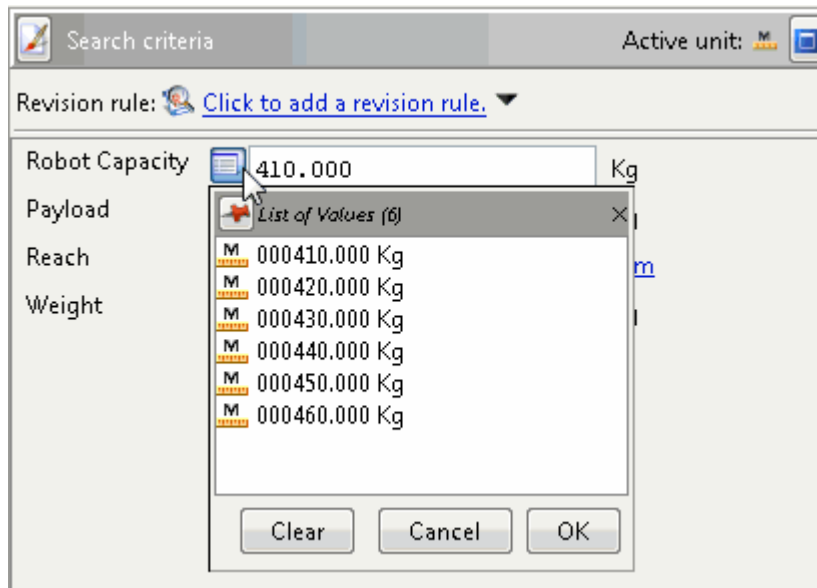 Search criteria Active unit: M
Revision rule: Click to add a revision rule.
Robot Capacity 410.000 Kg
Payload
Reach m
Weight
List of Values (6)
M 000410.000 Kg
M 000420.000 Kg
M 000430.000 Kg
M 000440.000 Kg
M 000450.000 Kg
M 000460.000 Kg
Clear Cancel OK